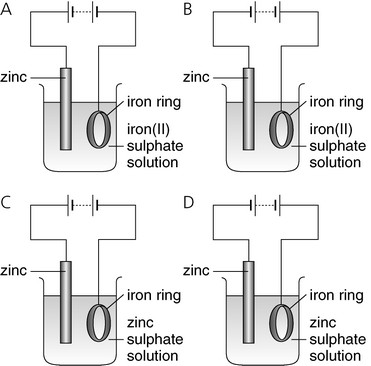 A
zinc
iron ring
iron(II)
sulphate
solution
B
zinc
iron ring
iron(II)
sulphate
solution
C
zinc
iron ring
zinc
sulphate
solution
D
zinc
iron ring
zinc
sulphate
solution